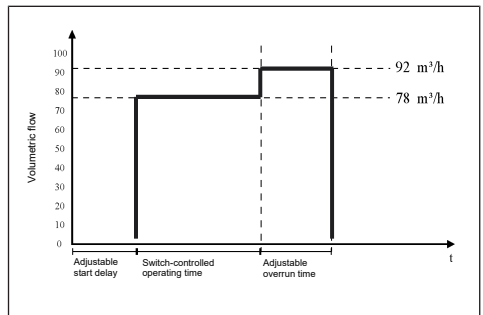 Volumetric flow
100
90
80
70
60
50
40
30
20
10
0
92 m³/h
78 m³/h
t
Adjustable
start delay
Switch-controlled
operating time
Adjustable
overrun time